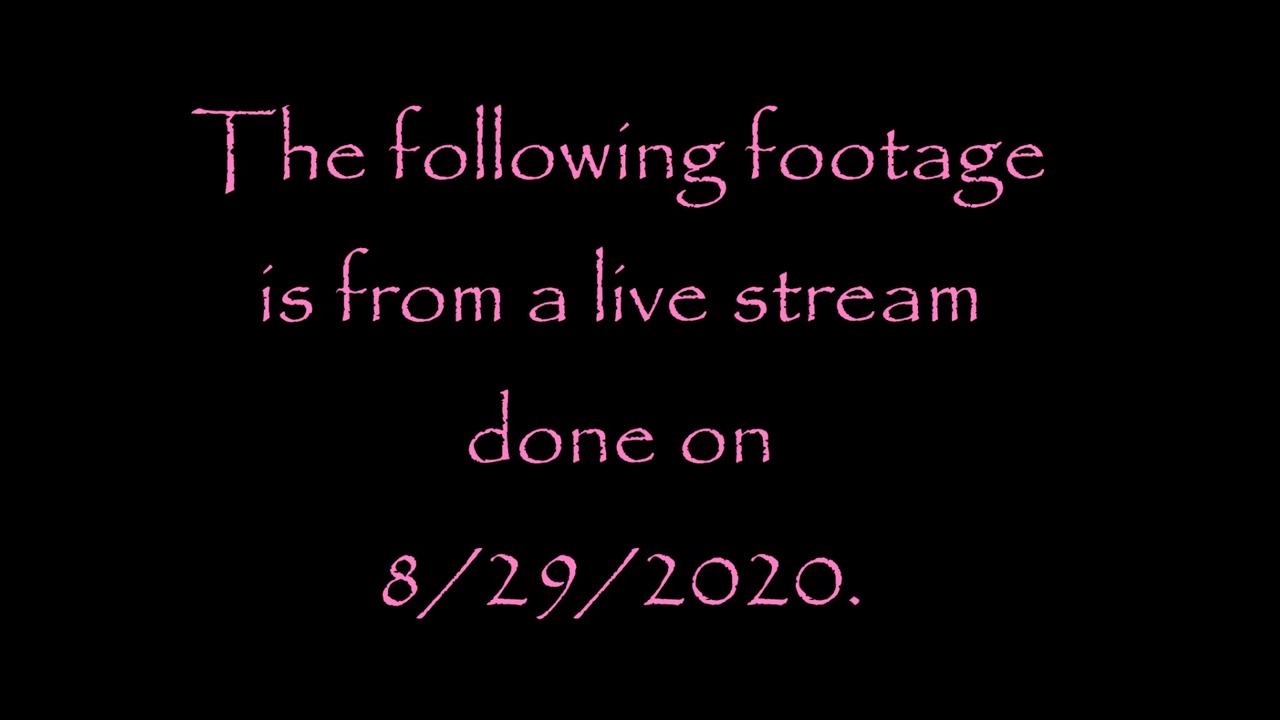 The following footage
is from a live stream
done on
8/29/2020.